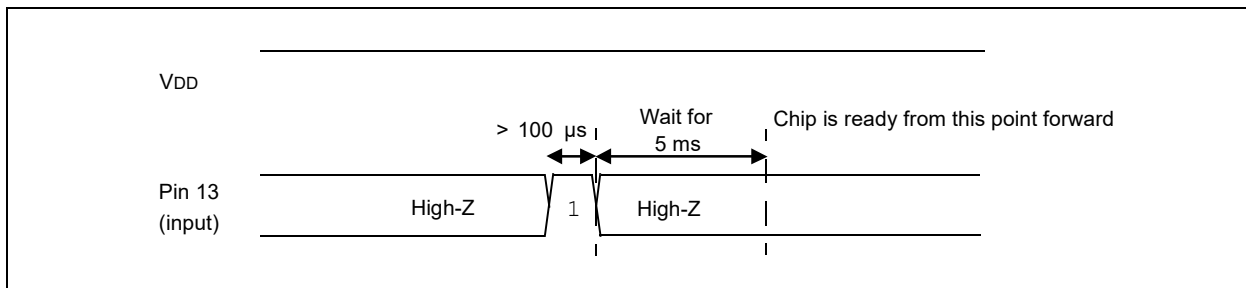 VDD
> 100 µs
Wait for
5 ms
Chip is ready from this point forward
Pin 13
(input)
High-Z
1
High-Z